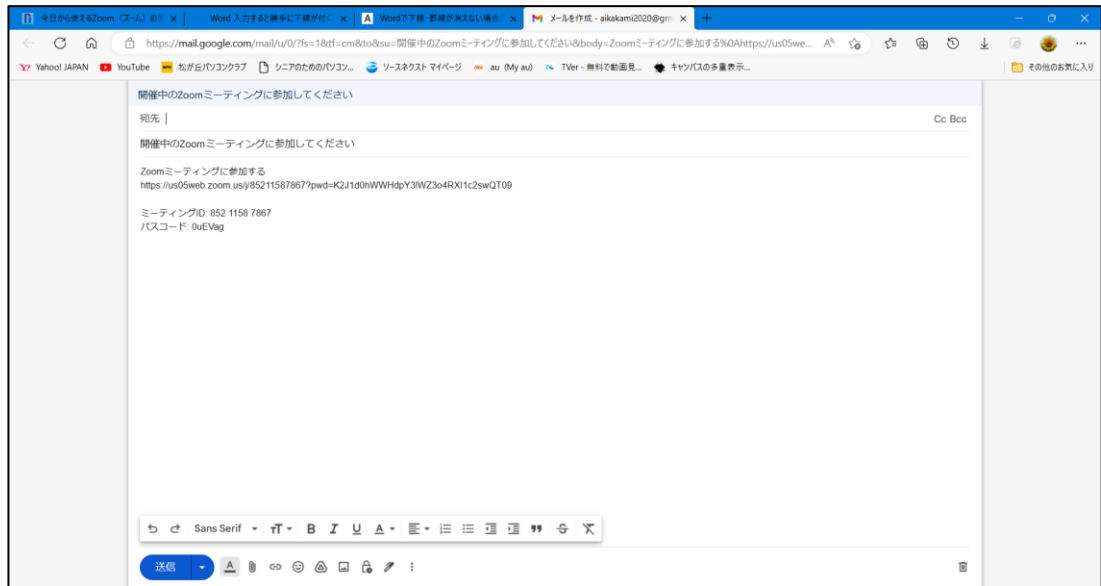 今日から使えるZoom（ズーム）の
Word 入力すると勝手に下線が付く
Wordで下線・罫線が消えない場合
メールを作成 - aikakami2020@gm
https://mail.google.com/mail/u/0/?fs=1&tf=cm&to&su=開催中のZoomミーティングに参加してください&body=Zoomミーティングに参加する%0Ahttps://us05we...
Yahoo! JAPAN
YouTube
松が丘パソコンクラブ
シニアのためのパソコン...
ソースネクスト マイページ
au (My au)
TVer - 無料で動画見...
キャンバスの多重表示...
その他のお気に入り
開催中のZoomミーティングに参加してください
宛先
Cc Bcc
開催中のZoomミーティングに参加してください
Zoomミーティングに参加する
https://us05web.zoom.us/j/85211587867?pwd=K2J1d0hWWHdpY3lWZ3o4RXl1c2swQT09
ミーティングID: 852 1158 7867
パスコード: 0uEVag
Sans Serif
送信